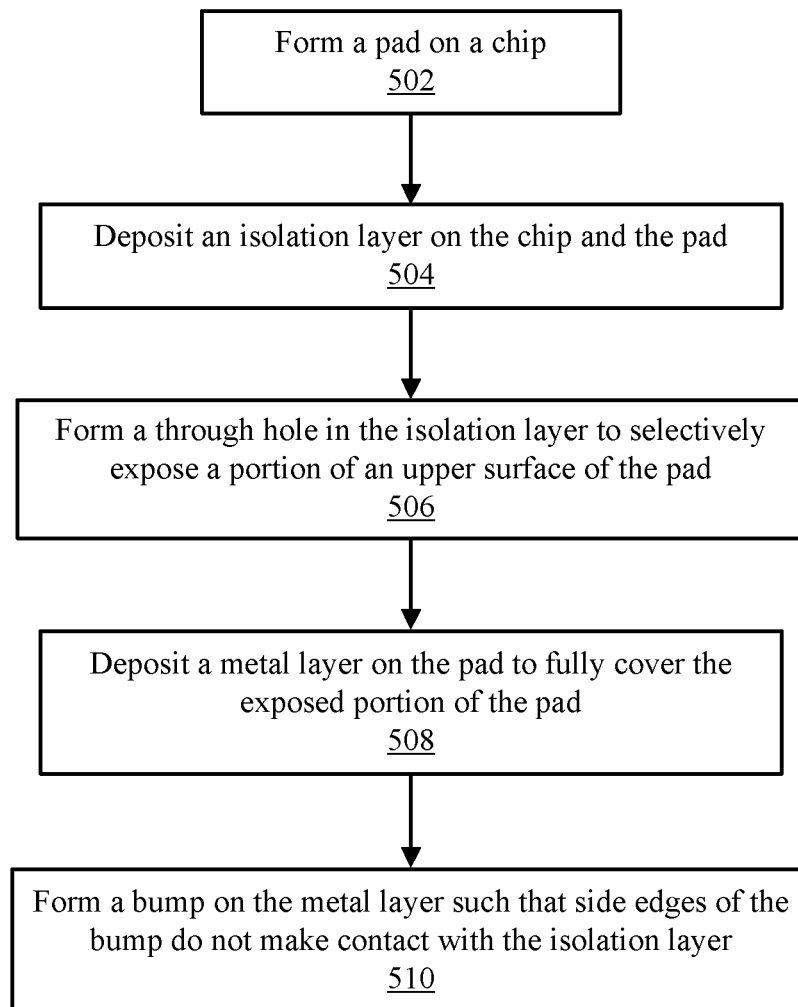 Form a pad on a chip
502
Deposit an isolation layer on the chip and the pad
504
Form a through hole in the isolation layer to selectively
expose a portion of an upper surface of the pad
506
Deposit a metal layer on the pad to fully cover the
exposed portion of the pad
508
Form a bump on the metal layer such that side edges of the
bump do not make contact with the isolation layer
510